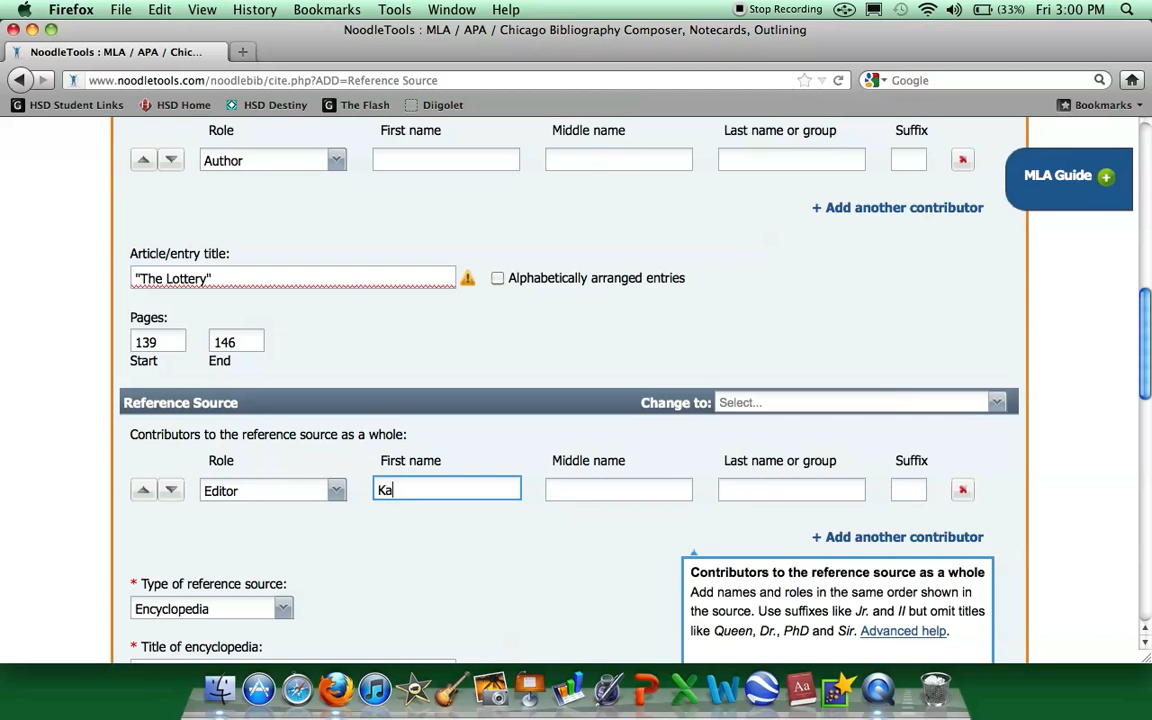 Firefox File Edit View History Bookmarks Tools Window Help Stop Recording (33%) Fri 3:00 PM
NoodleTools : MLA / APA / Chicago Bibliography Composer, Notecards, Outlining
NoodleTools : MLA / APA / Chic... +
www.noodletools.com/noodlebib/cite.php?ADD=Reference Source Google
HSD Student Links HSD Home HSD Destiny The Flash Diigolet Bookmarks
Role First name Middle name Last name or group Suffix
Author
MLA Guide
+ Add another contributor
Article/entry title:
"The Lottery" Alphabetically arranged entries
Pages:
139 146
Start End
Reference Source Change to: Select...
Contributors to the reference source as a whole:
Role First name Middle name Last name or group Suffix
Editor Ka
+ Add another contributor
Contributors to the reference source as a whole
Add names and roles in the same order shown in
the source. Use suffixes like Jr. and II but omit titles
like Queen, Dr., PhD and Sir. Advanced help.
* Type of reference source:
Encyclopedia
* Title of encyclopedia: